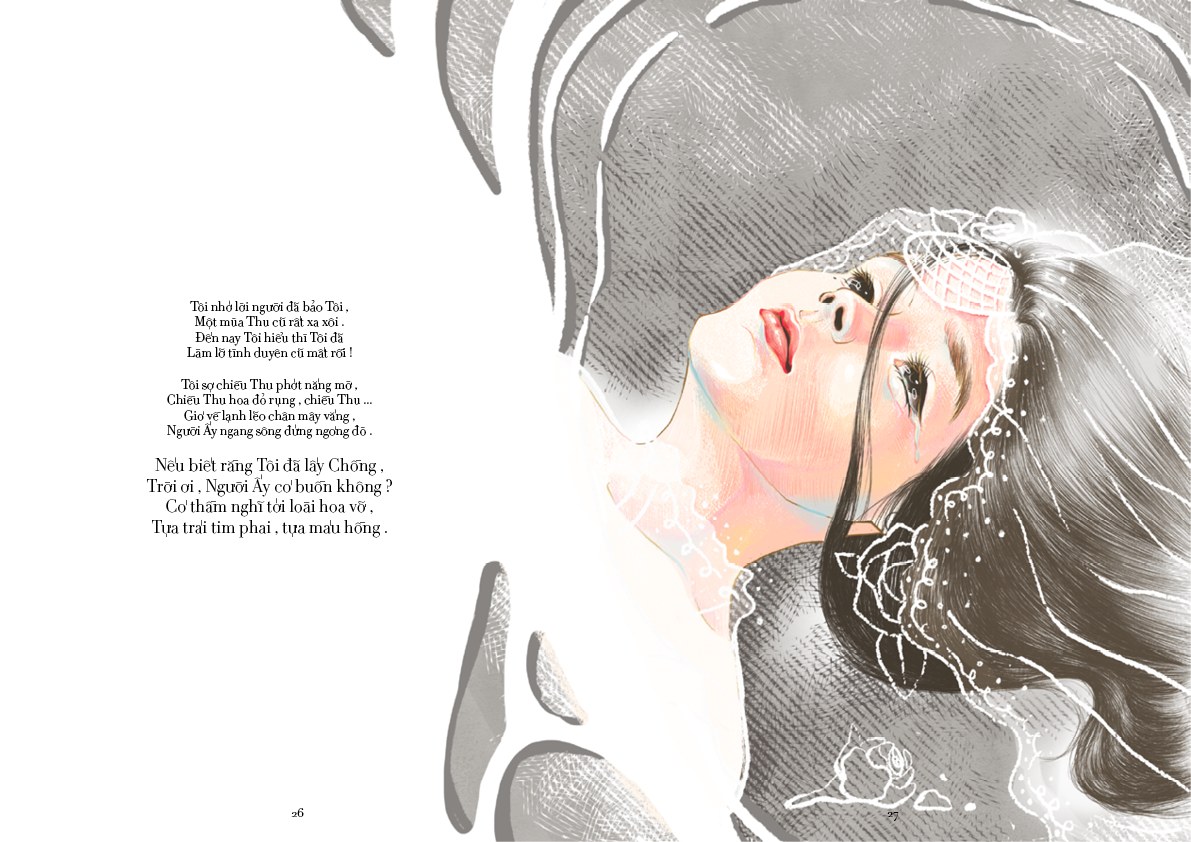 Tôi nhớ lời người đã bảo Tôi ,
Một mùa Thu cũ rất xa xôi .
Đến nay Tôi hiểu thì Tôi đã
Làm lỡ tình duyên cũ mất rồi !
Tôi sợ chiều Thu phớt nắng mờ ,
Chiều Thu hoa đỏ rụng , chiều Thu ...
Gió về lạnh lẽo chân mây vắng ,
Người Ấy ngang sông đứng ngóng đò .
Nếu biết rằng Tôi đã lấy Chồng ,
Trời ơi , Người Ấy có buồn không ?
Có thầm nghĩ tới loài hoa vỡ ,
Tựa trái tim phai , tựa máu hồng .
26
27